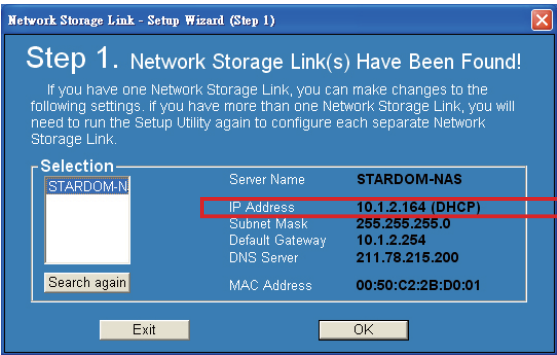 Network Storage Link - Setup Wizard (Step 1)
Step 1. Network Storage Link(s) Have Been Found!
If you have one Network Storage Link, you can make changes to the
following settings. if you have more than one Network Storage Link, you will
need to run the Setup Utility again to configure each separate Network
Storage Link.
Selection
STARDOM-N
Server Name STARDOM-NAS
IP Address 10.1.2.164 (DHCP)
Subnet Mask 255.255.255.0
Default Gateway 10.1.2.254
DNS Server 211.78.215.200
Search again
MAC Address 00:50:C2:2B:D0:01
Exit
OK